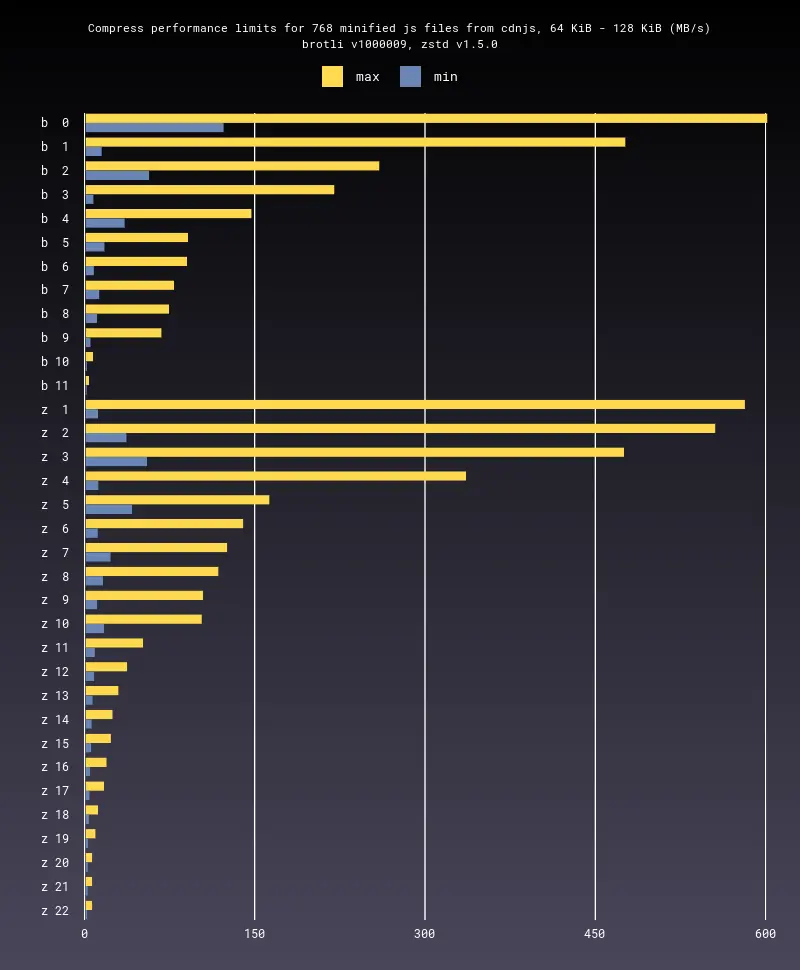 Compress performance limits for 768 minified js files from cdnjs, 64 KiB - 128 KiB (MB/s)
brotli v1000009, zstd v1.5.0
max min
b 0
b 1
b 2
b 3
b 4
b 5
b 6
b 7
b 8
b 9
b 10
b 11
z 1
z 2
z 3
z 4
z 5
z 6
z 7
z 8
z 9
z 10
z 11
z 12
z 13
z 14
z 15
z 16
z 17
z 18
z 19
z 20
z 21
z 22
0 150 300 450 600